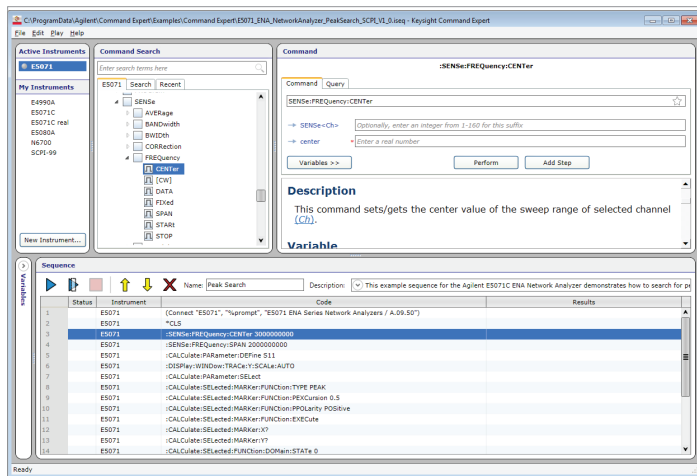 C:\ProgramData\Agilent\Command Expert\Examples\Command Expert\E5071_ENA_NetworkAnalyzer_PeakSearch_SCPI_V1_0.iseq - Keysight Command Expert
File Edit Play Help
Active Instruments
E5071
My Instruments
E4990A
E5071C
E5071C real
E5080A
N6700
SCPI-99
New Instrument...
Command Search
Enter search terms here
E5071 Search Recent
SENSe
AVERage
BANDwidth
BWIDth
CORRection
FREQuency
CENTer
[CW]
DATA
FIXed
SPAN
STARt
STOP
Command
:SENSe:FREQuency:CENTer
Command Query
SENSe:FREQuency:CENTer
SENSe<Ch> Optionally, enter an integer from 1-160 for this suffix
center * Enter a real number
Variables >> Perform Add Step
Description
This command sets/gets the center value of the sweep range of selected channel
(Ch).
Variable
Variables
Sequence
Name: Peak Search Description: This example sequence for the Agilent E5071C ENA Network Analyzer demonstrates how to search for p
Status Instrument Code Results
1 E5071 (Connect "E5071", "%prompt", "E5071 ENA Series Network Analyzers / A.09.50")
2 E5071 *CLS
3 E5071 :SENSe:FREQuency:CENTer 3000000000
4 E5071 :SENSe:FREQuency:SPAN 2000000000
5 E5071 :CALCulate:PARameter:DEFine S11
6 E5071 :DISPlay:WINDow:TRACe:Y:SCALe:AUTO
7 E5071 :CALCulate:PARameter:SELect
8 E5071 :CALCulate:SELected:MARKer:FUNCtion:TYPE PEAK
9 E5071 :CALCulate:SELected:MARKer:FUNCtion:PEXCursion 0.5
10 E5071 :CALCulate:SELected:MARKer:FUNCtion:PPOLarity POSitive
11 E5071 :CALCulate:SELected:MARKer:FUNCtion:EXECute
12 E5071 :CALCulate:SELected:MARKer:X?
13 E5071 :CALCulate:SELected:MARKer:Y?
14 E5071 :CALCulate:SELected:FUNCtion:DOMain:STATe 0
Ready